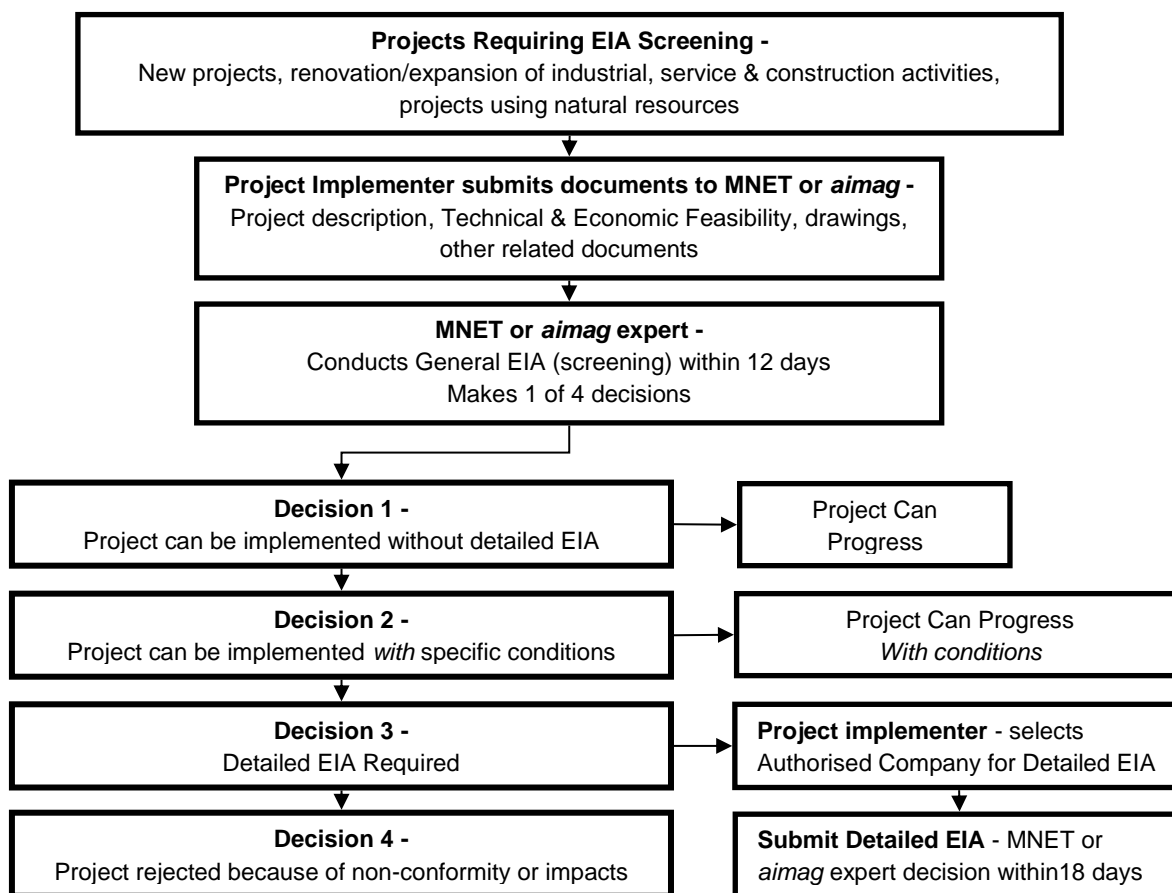 Projects Requiring EIA Screening -
New projects, renovation/expansion of industrial, service & construction activities,
projects using natural resources
Project Implementer submits documents to MNET or aimag -
Project description, Technical & Economic Feasibility, drawings,
other related documents
MNET or aimag expert -
Conducts General EIA (screening) within 12 days
Makes 1 of 4 decisions
Decision 1 -
Project can be implemented without detailed EIA
Project Can
Progress
Decision 2 -
Project can be implemented with specific conditions
Project Can Progress
With conditions
Decision 3 -
Detailed EIA Required
Project implementer - selects
Authorised Company for Detailed EIA
Decision 4 -
Project rejected because of non-conformity or impacts
Submit Detailed EIA - MNET or
aimag expert decision within18 days